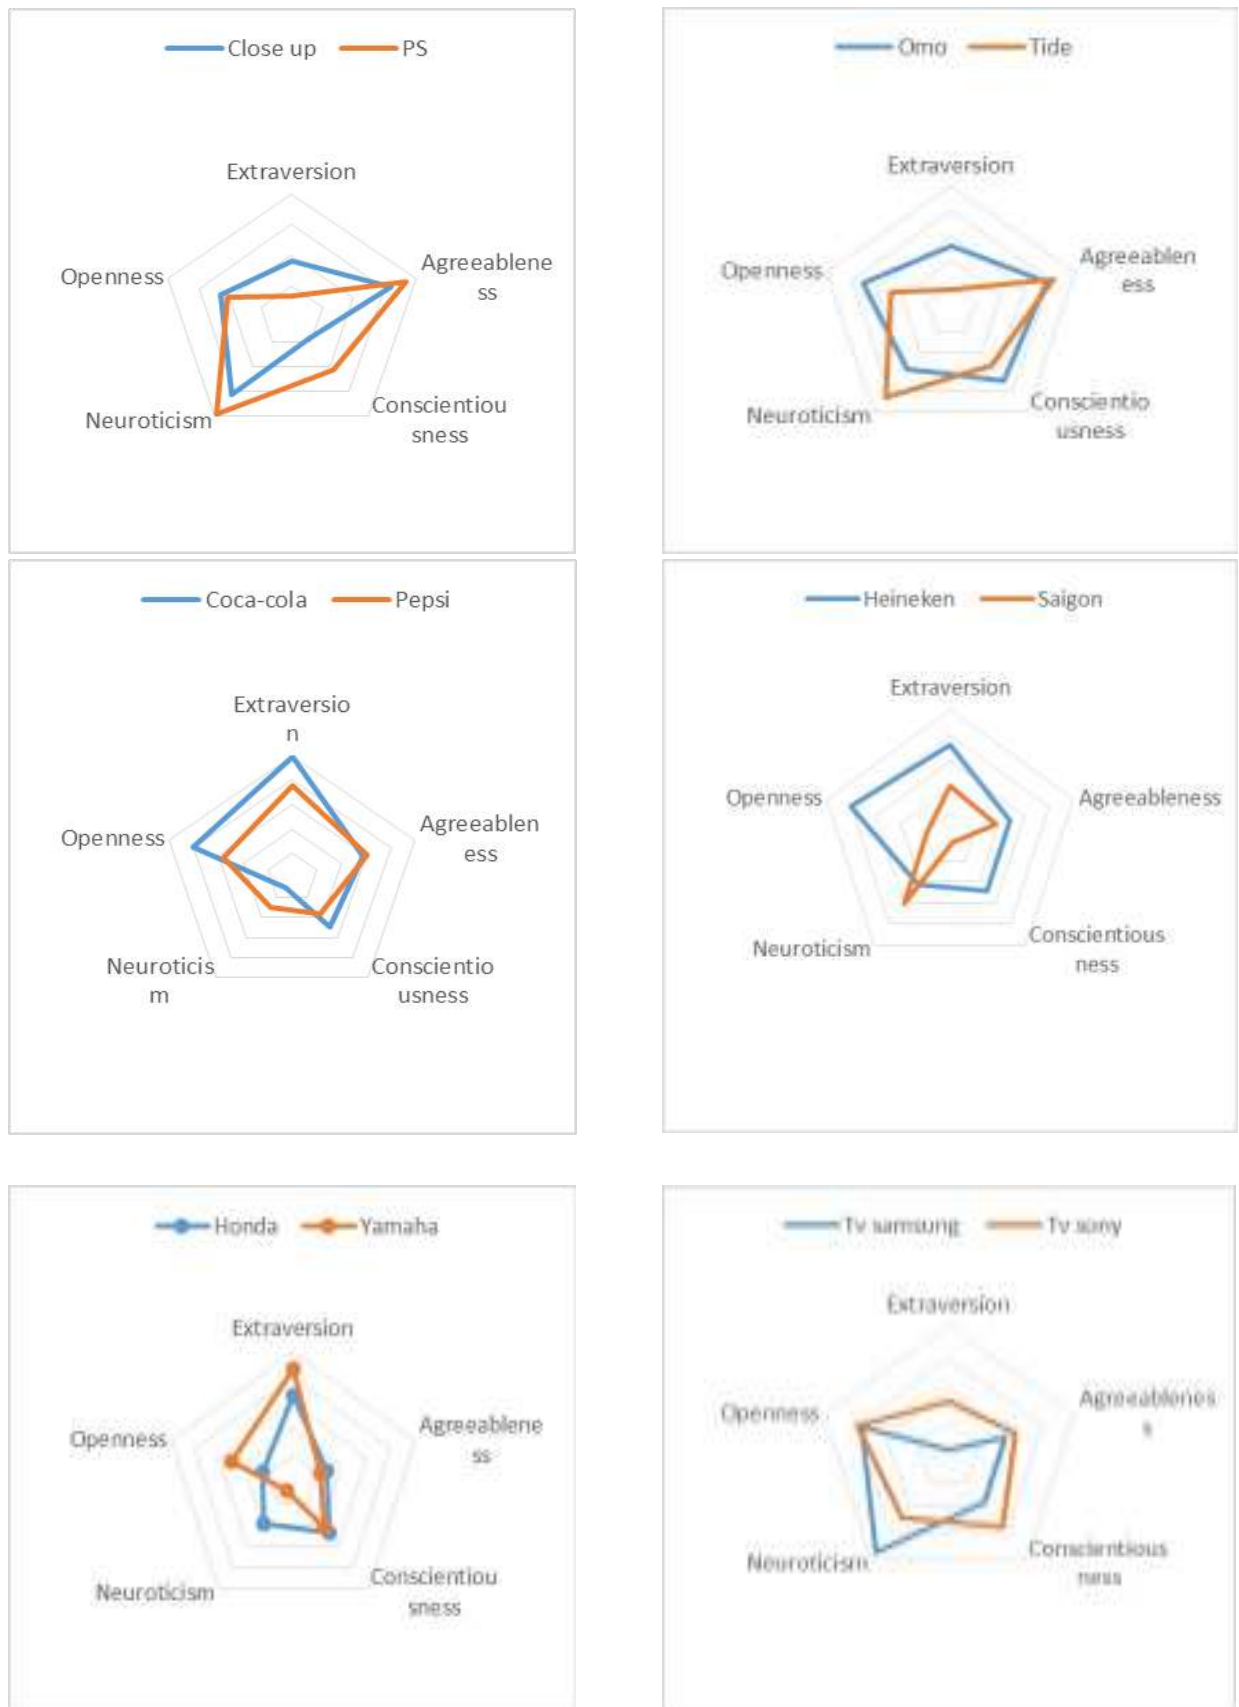 Close up PS
Extraversion
Openness
Agreeablene
ss
Neuroticism
Conscientiou
sness
Omo Tide
Extraversion
Openness
Agreeablen
ess
Neuroticism
Conscientio
usness
Coca-cola Pepsi
Extraversio
n
Openness
Agreeablen
ess
Neuroticis
m
Conscientio
usness
Heineken Saigon
Extraversion
Openness
Agreeableness
Neuroticism
Conscientious
ness
Honda Yamaha
Extraversion
Openness
Agreeablene
ss
Neuroticism
Conscientiou
sness
Tv samsung Tv sony
Extraversion
Openness
Agreeablenes
s
Neuroticism
Conscientious
ness